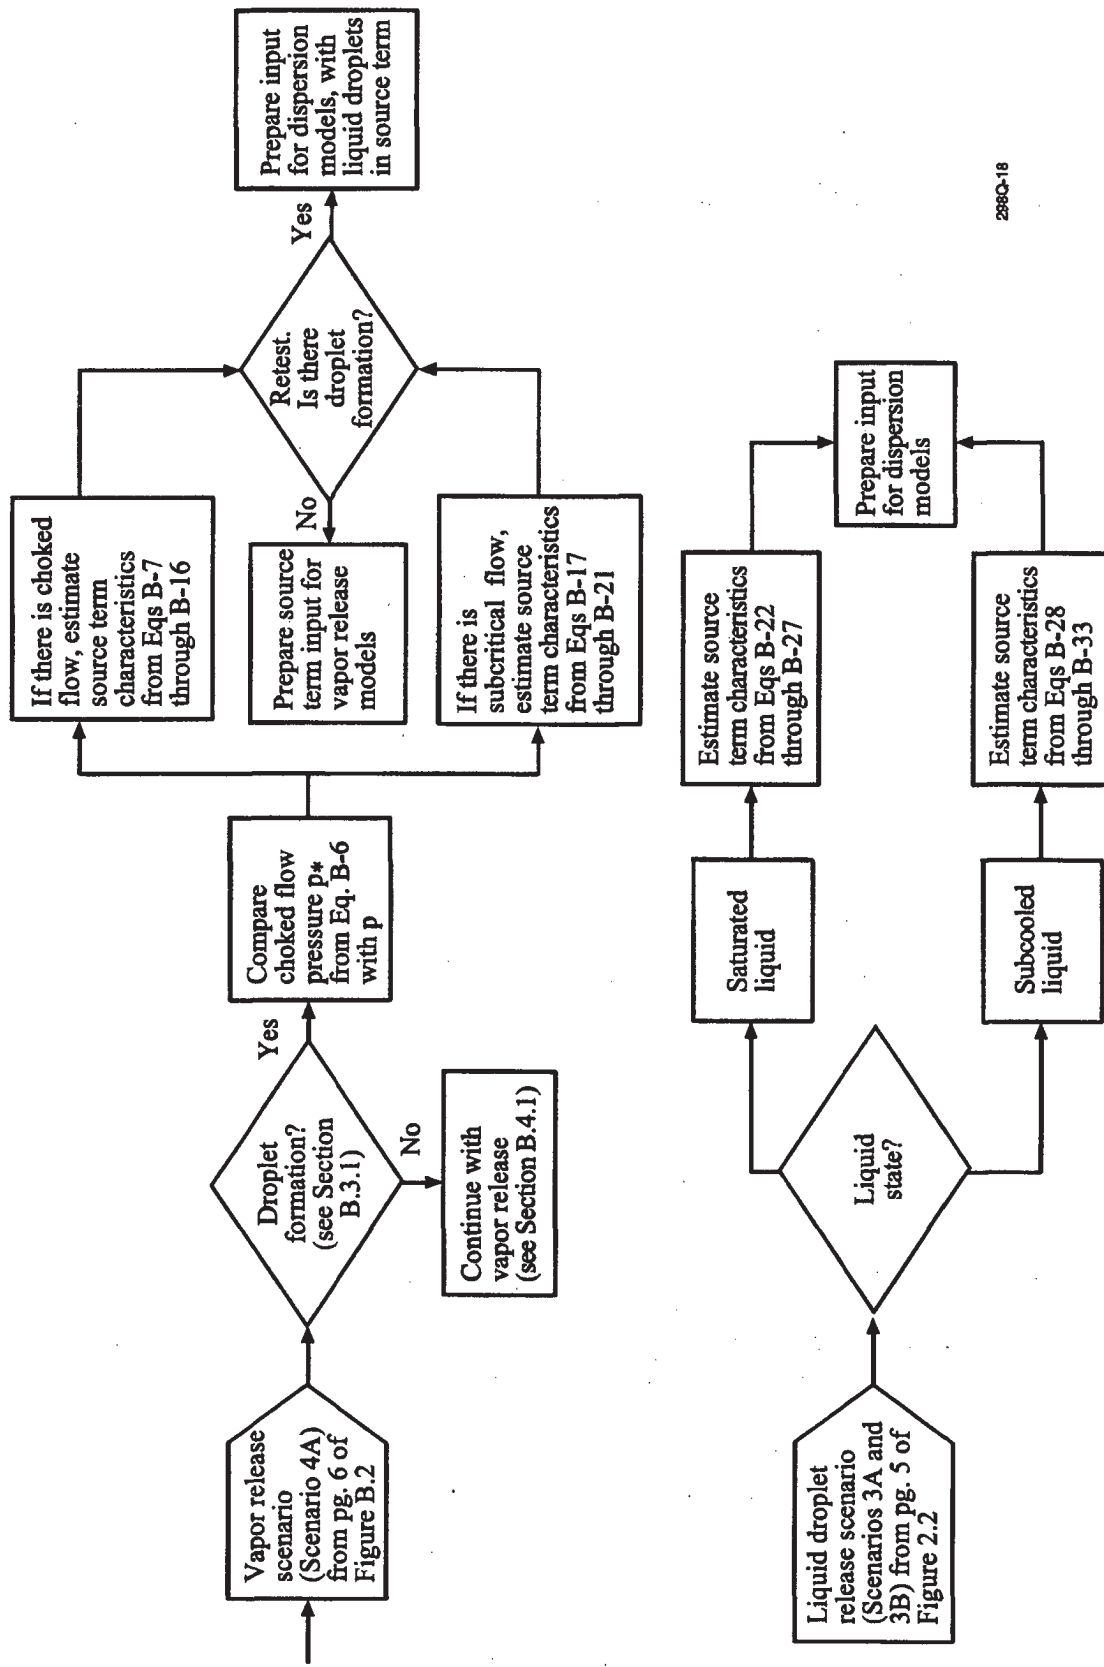 Vapor release
scenario
(Scenario 4A)
from pg. 6 of
Figure B.2
Droplet
formation?
(see Section
B.3.1)
Yes
No
Continue with
vapor release
(see Section B.4.1)
Compare
choked flow
pressure p*
from Eq. B-6
with p
If there is choked
flow, estimate
source term
characteristics
from Eqs B-7
through B-16
Prepare source
term input for
vapor release
models
If there is
subcritical flow,
estimate source
term characteristics
from Eqs B-17
through B-21
No
Retest.
Is there
droplet
formation?
Yes
Prepare input
for dispersion
models, with
liquid droplets
in source term
Liquid droplet
release scenario
(Scenarios 3A and
3B) from pg. 5 of
Figure 2.2
Liquid
state?
Saturated
liquid
Subcooled
liquid
Estimate source
term characteristics
from Eqs B-22
through B-27
Estimate source
term characteristics
from Eqs B-28
through B-33
Prepare input
for dispersion
models
298Q-18